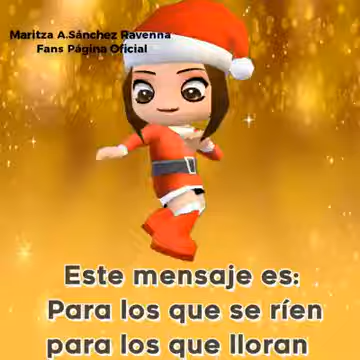 Maritza A.Sánchez Ravenna
Fans Página Oficial
Este mensaje es:
Para los que se ríen
para los que lloran